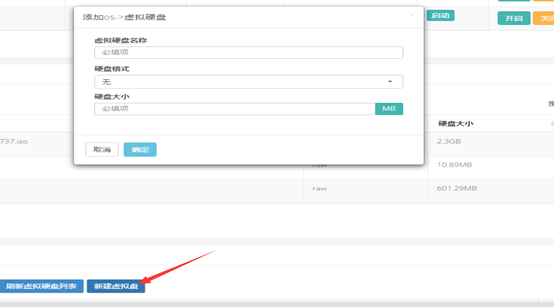 添加os->虚拟硬盘
×
启动
开启
关闭
虚拟硬盘名称
必填项
硬盘格式
无
硬盘大小
必填项
MB
取消
确定
硬盘大小
737.iso
2.3GB
raw
10.89MB
raw
601.29MB
刷新虚拟硬盘列表
新建虚拟盘